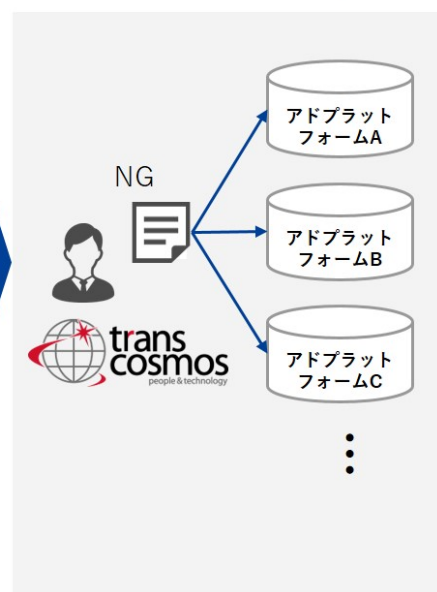 アドプラット
フォームA
NG
アドプラット
フォームB
trans
cosmos
people & technology
アドプラット
フォームC